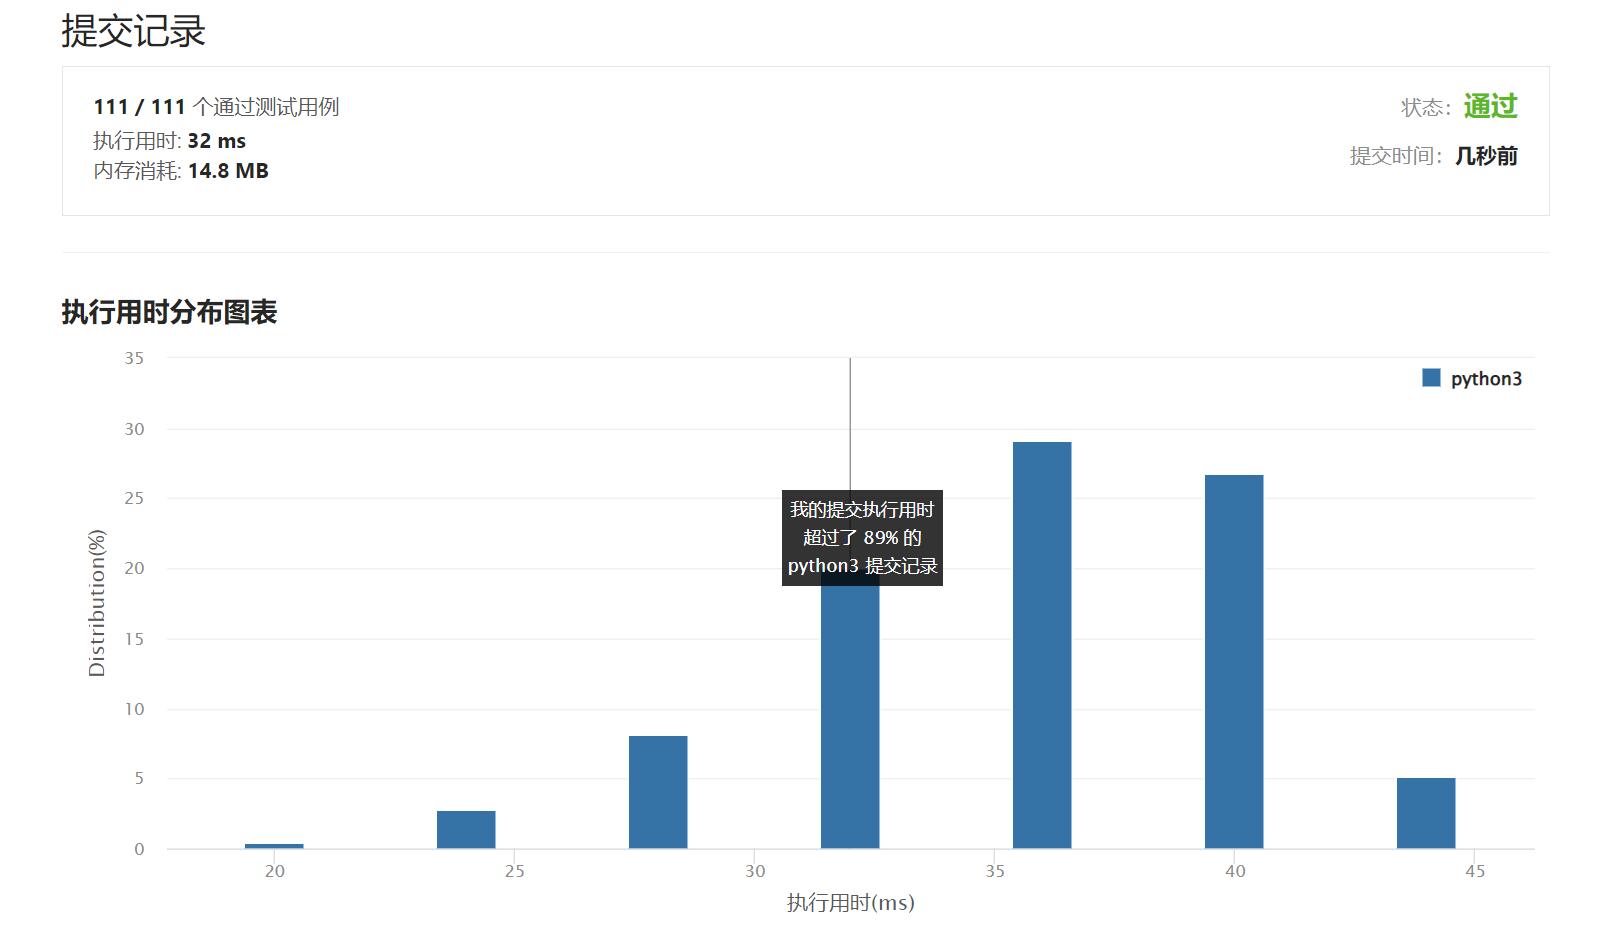 提交记录
111 / 111 个通过测试用例
状态：通过
执行用时: 32 ms
提交时间：几秒前
内存消耗: 14.8 MB
执行用时分布图表
35
python3
30
25
我的提交执行用时
超过了 89% 的
python3 提交记录
Distribution(%)
20
15
10
5
0
20 25 30 35 40 45
执行用时(ms)